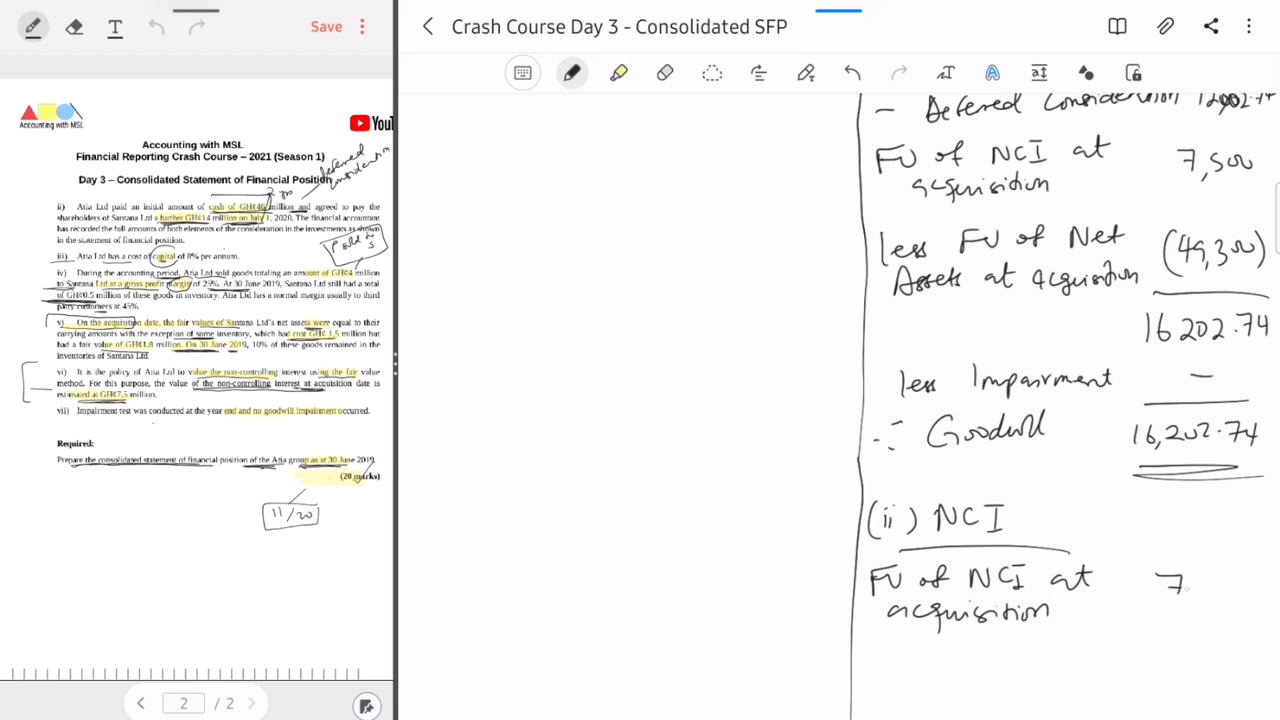 Save
Crash Course Day 3 - Consolidated SFP
Accounting with MSL
You
Accounting with MSL
Financial Reporting Crash Course – 2021 (Season 1)
Day 3 – Consolidated Statement of Financial Position
Deferred
consideration
ii) Atia Ltd paid an initial amount of cash of GH¢46 million and agreed to pay the
shareholders of Santana Ltd a further GH¢14 million on July 1, 2020. The financial accountant
has recorded the full amounts of both elements of the consideration in the investments as shown
in the statement of financial position.
iii) Atia Ltd has a cost of capital of 8% per annum.
iv) During the accounting period, Atia Ltd sold goods totaling an amount of GH¢4 million
to Santana Ltd at a gross profit margin of 25%. At 30 June 2019, Santana Ltd still had a total
of GH¢0.5 million of these goods in inventory. Atia Ltd has a normal margin usually to third
party customers at 45%.
v) On the acquisition date, the fair values of Santana Ltd's net assets were equal to their
carrying amounts with the exception of some inventory, which had cost GH¢ 1.5 million but
had a fair value of GH¢1.8 million. On 30 June 2019, 10% of these goods remained in the
inventories of Santana Ltd.
vi) It is the policy of Atia Ltd to value the non-controlling interest using the fair value
method. For this purpose, the value of the non-controlling interest at acquisition date is
estimated at GH¢7.5 million.
vii) Impairment test was conducted at the year end and no goodwill impairment occurred.
Required:
Prepare the consolidated statement of financial position of the Atia group as at 30 June 2019.
(20 marks)
11/20
2 / 2
- Deferred Consideration 12002.74
FV of NCI at 7,500
acquisition
less FV of Net (49,300)
Assets at acquisition
16202.74
less Impairment -
∴ Goodwill 16,202.74
(ii) NCI
FV of NCI at 7
acquisition